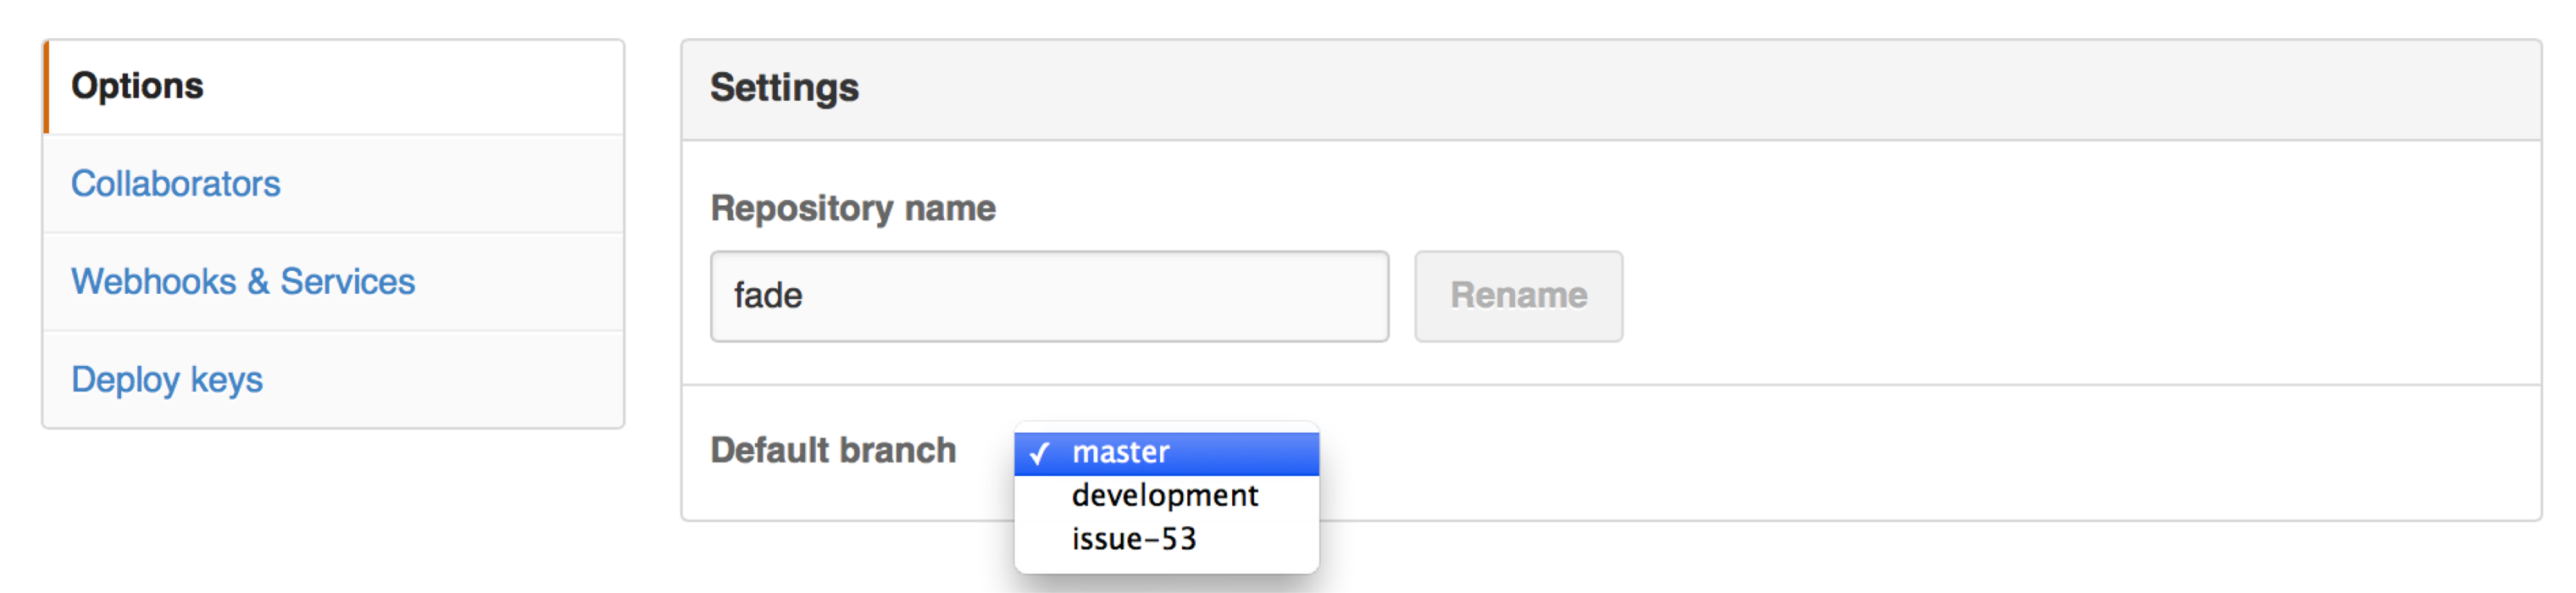 Options
Collaborators
Webhooks & Services
Deploy keys
Settings
Repository name
fade
Rename
Default branch
✓ master
development
issue-53